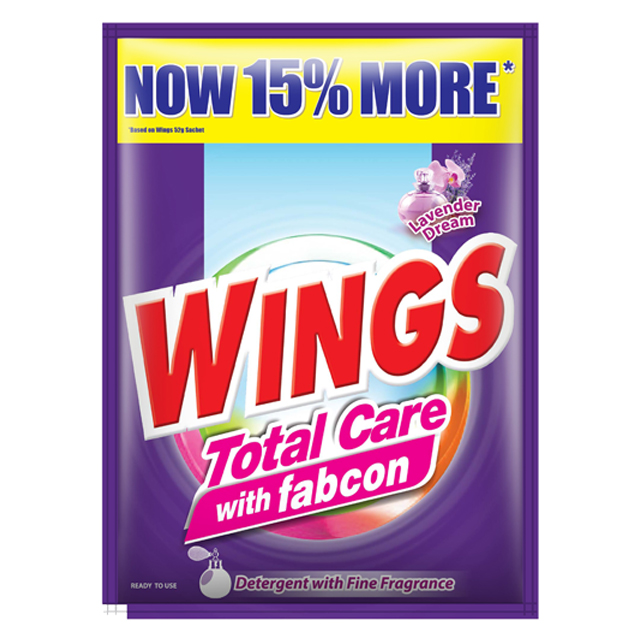 NOW 15% MORE*
*Based on Wings 52g Sachet
Lavender
Dream
WINGS
Total Care
with fabcon
READY TO USE
Detergent with Fine Fragrance